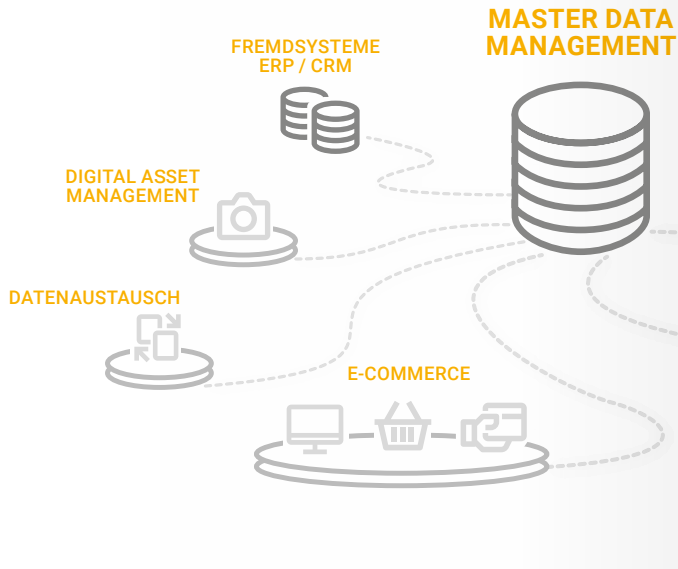 MASTER DATA
MANAGEMENT
FREMDSYSTEME
ERP / CRM
DIGITAL ASSET
MANAGEMENT
DATENAUSTAUSCH
E-COMMERCE